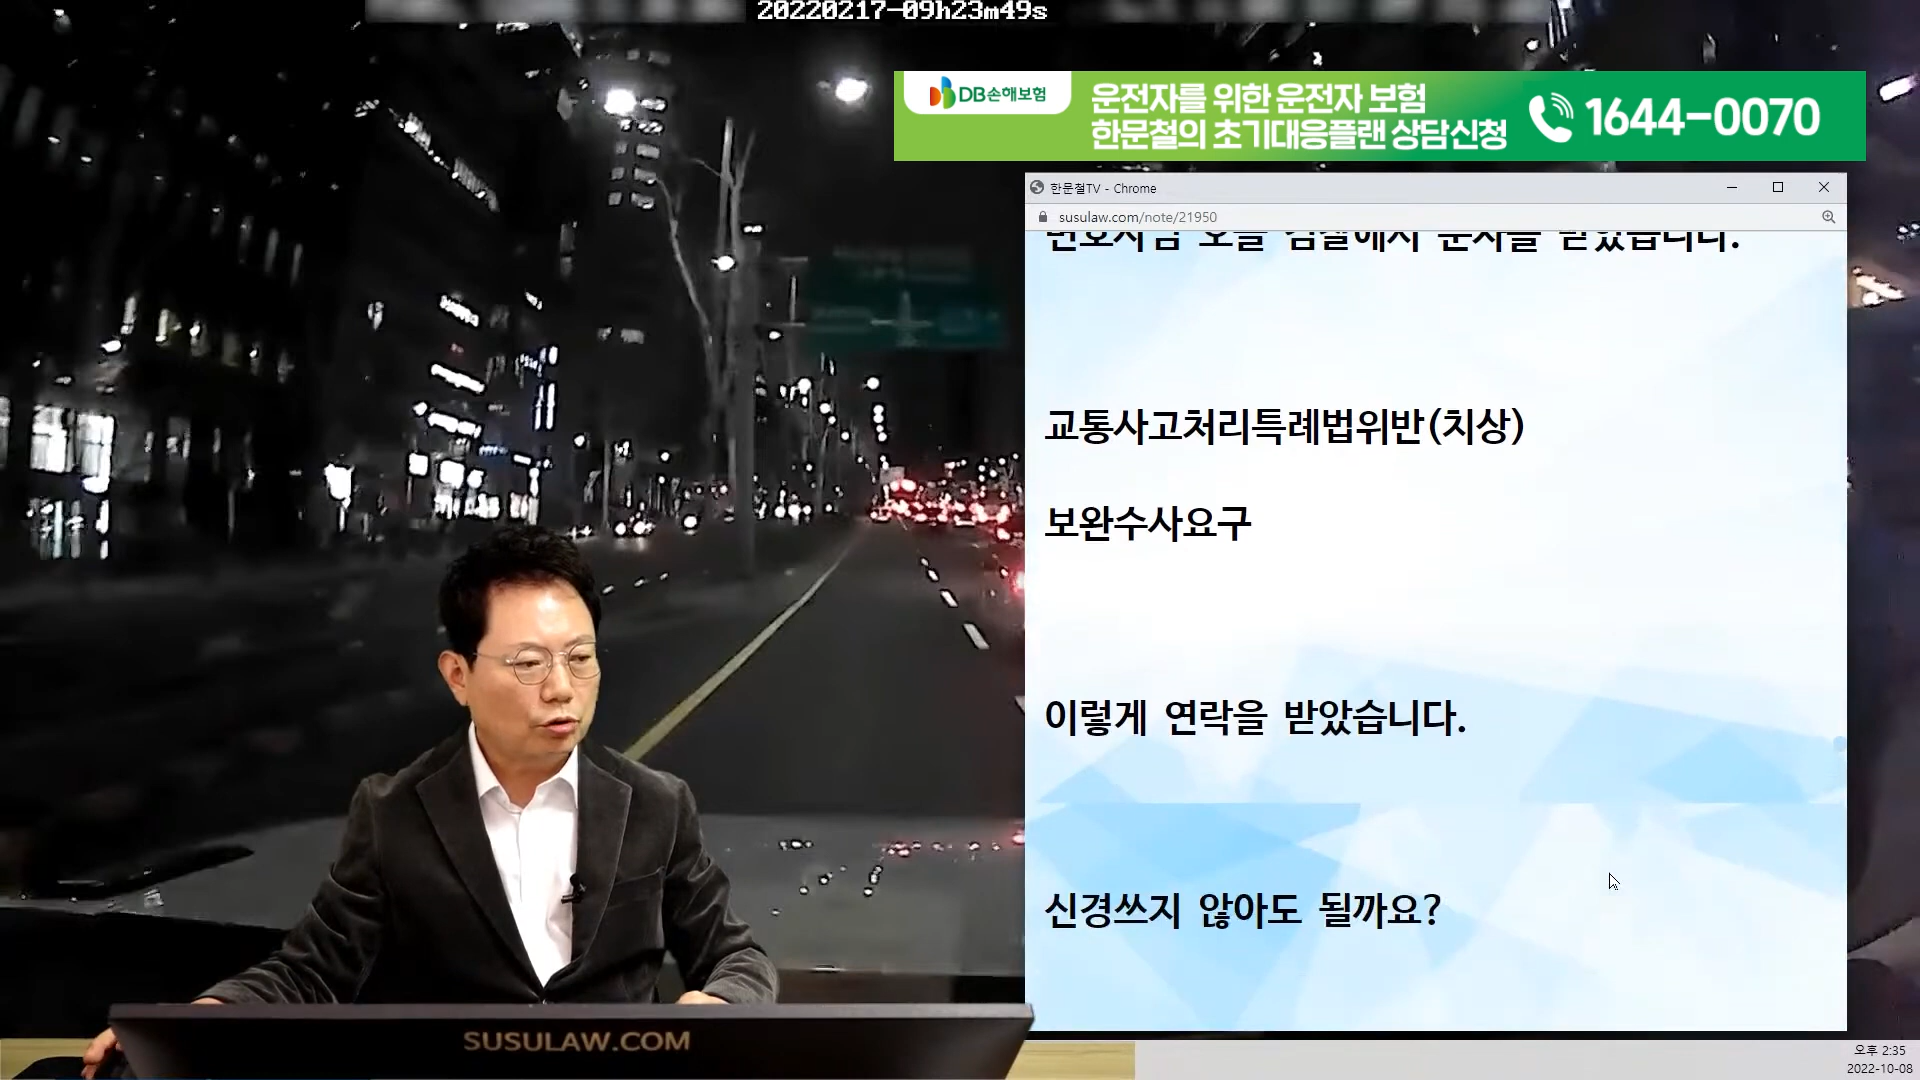 20220217-09h23m49s
DB손해보험
운전자를 위한 운전자 보험
한문철의 초기대응플랜 상담신청
1644-0070
한문철TV - Chrome
susulaw.com/note/21950
교통사고처리특례법위반(치상)
보완수사요구
이렇게 연락을 받았습니다.
신경쓰지 않아도 될까요?
SUSULAW.COM
오후 2:35
2022-10-08